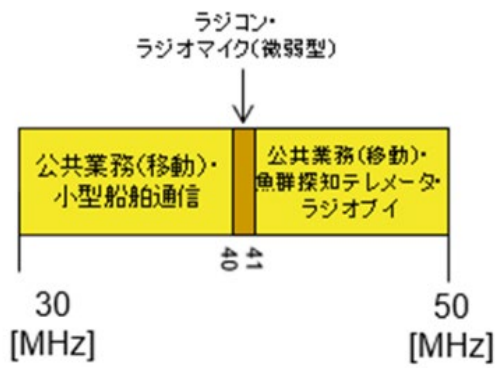 ラジコン・
ラジオマイク(微弱型)
公共業務(移動)・
小型船舶通信
公共業務(移動)・
魚群探知テレメータ・
ラジオブイ
40
41
30
[MHz]
50
[MHz]